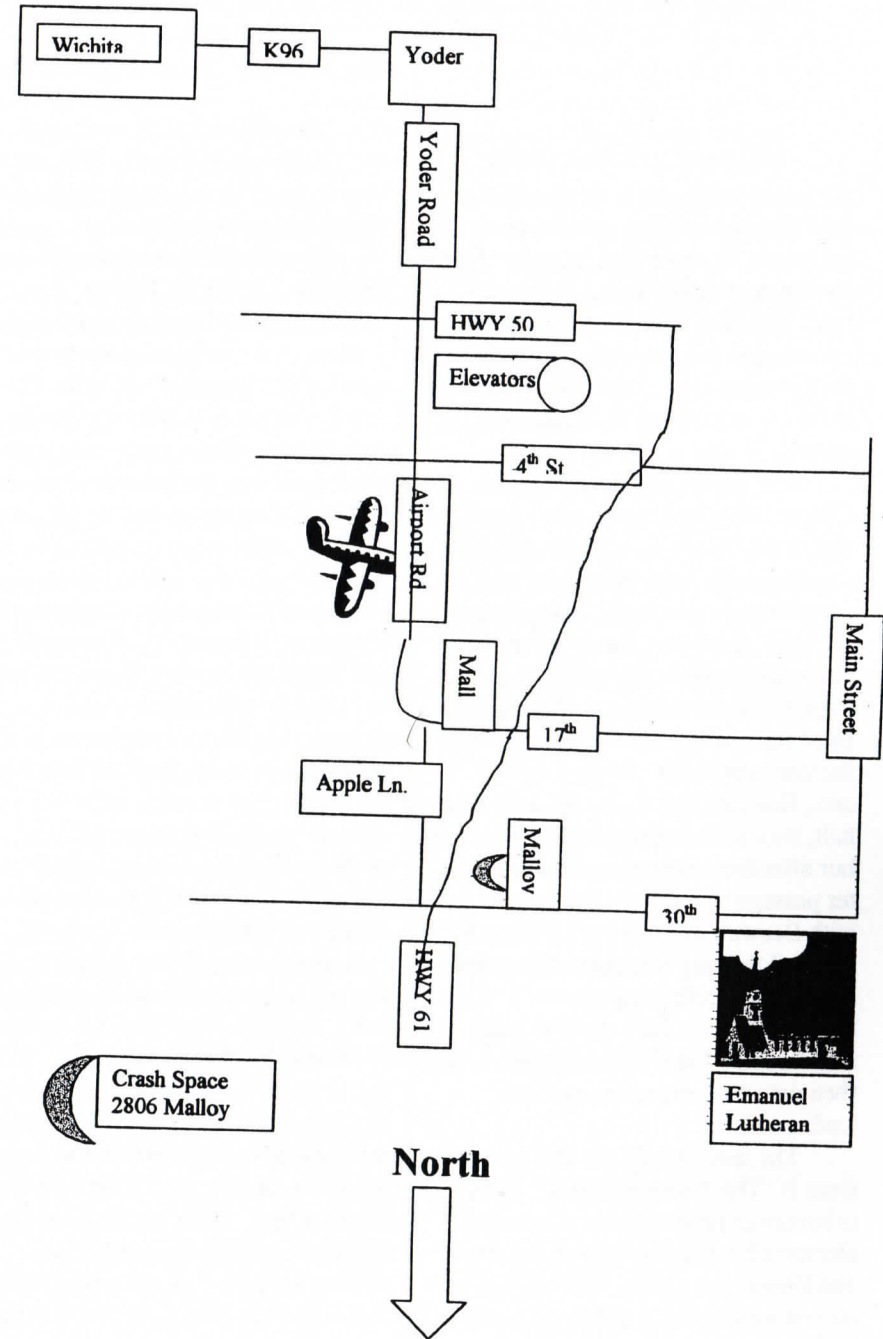 Wichita
K96
Yoder
Yoder Road
HWY 50
Elevators
4th St
Airport Rd.
Mall
Main Street
17th
Apple Ln.
Malloy
30th
HWY 61
Crash Space
2806 Malloy
Emanuel
Lutheran
North